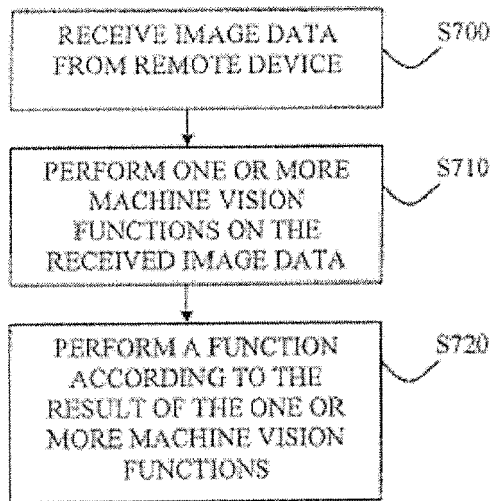 RECEIVE IMAGE DATA
FROM REMOTE DEVICE
S700
PERFORM ONE OR MORE
MACHINE VISION
FUNCTIONS ON THE
RECEIVED IMAGE DATA
S710
PERFORM A FUNCTION
ACCORDING TO THE
RESULT OF THE ONE OR
MORE MACHINE VISION
FUNCTIONS
S720